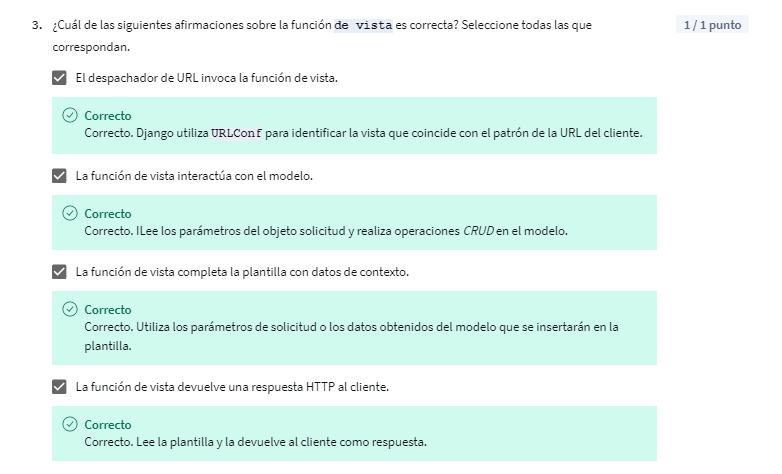 3. ¿Cuál de las siguientes afirmaciones sobre la función de vista es correcta? Seleccione todas las que
correspondan.
1 / 1 punto
El despachador de URL invoca la función de vista.
Correcto
Correcto. Django utiliza URLConf para identificar la vista que coincide con el patrón de la URL del cliente.
La función de vista interactúa con el modelo.
Correcto
Correcto. ILee los parámetros del objeto solicitud y realiza operaciones CRUD en el modelo.
La función de vista completa la plantilla con datos de contexto.
Correcto
Correcto. Utiliza los parámetros de solicitud o los datos obtenidos del modelo que se insertarán en la
plantilla.
La función de vista devuelve una respuesta HTTP al cliente.
Correcto
Correcto. Lee la plantilla y la devuelve al cliente como respuesta.